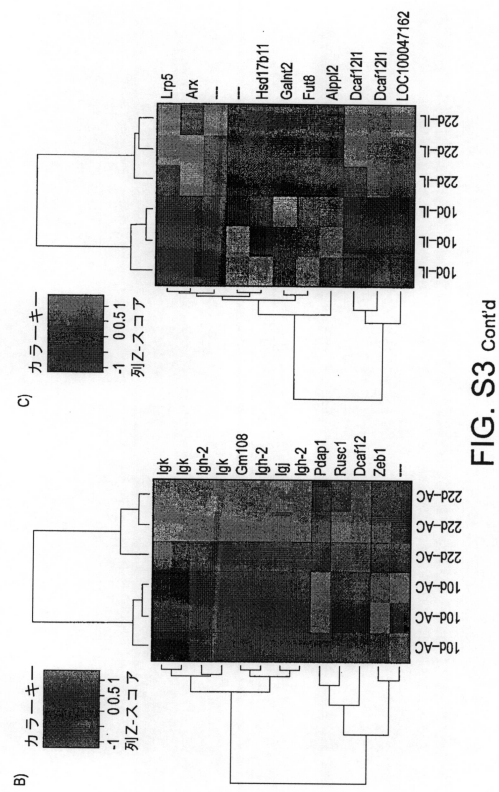 B)
カラーキー
-1 0 0.5 1
列Z-スコア
Igk
Igk
Igh-2
Igk
Gm108
Igh-2
Igj
Igh-2
Pdap1
Rusc1
Dcaf12
Zeb1
---
10d-AC
10d-AC
10d-AC
22d-AC
22d-AC
22d-AC
C)
カラーキー
-1 0 0.5 1
列Z-スコア
Lrp5
Arx
---
---
Hsd17b11
Galnt2
Fut8
Alppl2
Dcaf12l1
Dcaf12l1
LOC100047162
10d-IL
10d-IL
10d-IL
22d-IL
22d-IL
22d-IL
FIG. S3 Cont'd